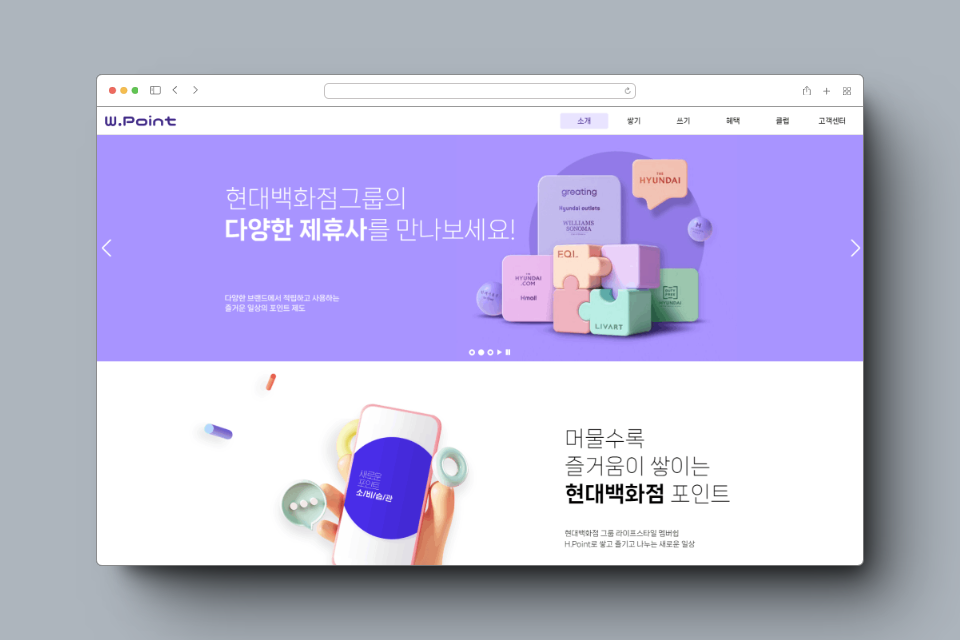 W.Point
소개 쌓기 쓰기 혜택 클럽 고객센터
현대백화점그룹의
다양한 제휴사를 만나보세요!
다양한 브랜드에서 적립하고 사용하는
즐거운 일상의 포인트 제도
THE
HYUNDAI
greating
Hyundai outlets
WILLIAMS
SONOMA
EQL
THE
HYUNDAI
.COM
Hmall
HYUNDAI
LIVART
새로운
포인트
소/비/습/관
머물수록
즐거움이 쌓이는
현대백화점 포인트
현대백화점 그룹 라이프스타일 멤버쉽
H.Point로 쌓고 즐기고 나누는 새로운 일상